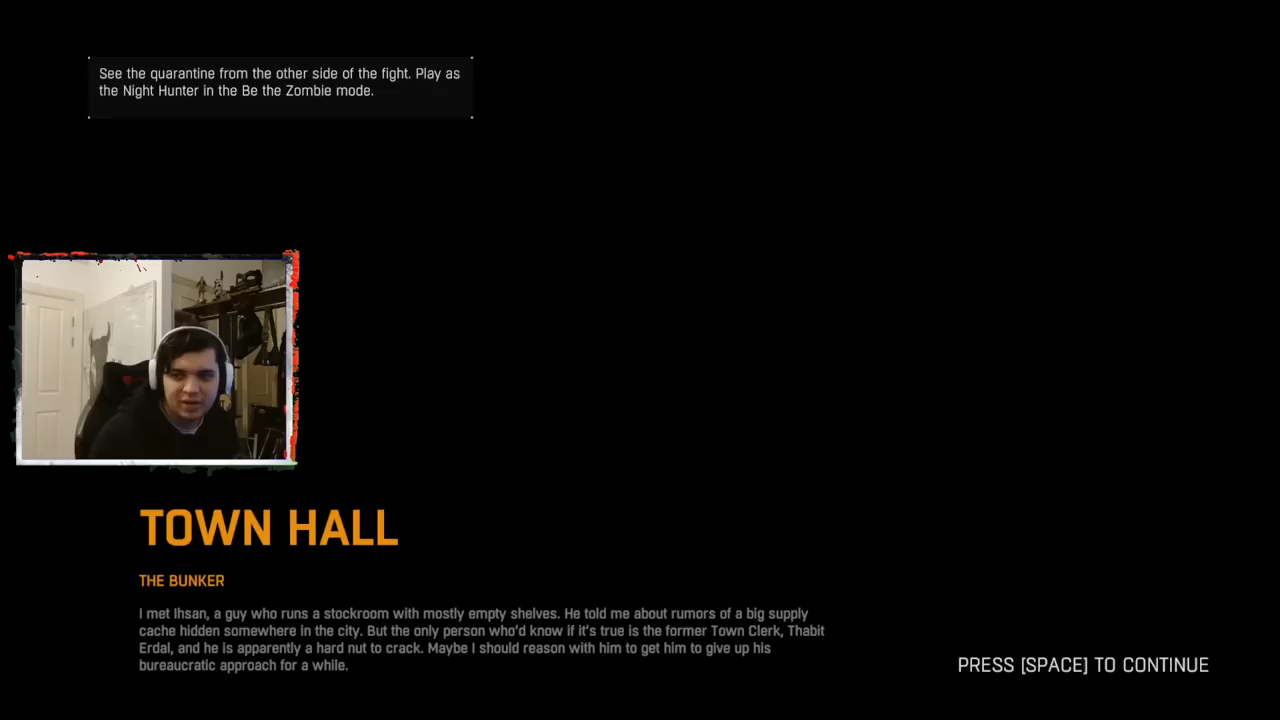 See the quarantine from the other side of the fight. Play as
the Night Hunter in the Be the Zombie mode.
TOWN HALL
THE BUNKER
I met Ihsan, a guy who runs a stockroom with mostly empty shelves. He told me about rumors of a big supply
cache hidden somewhere in the city. But the only person who'd know if it's true is the former Town Clerk, Thabit
Erdal, and he is apparently a hard nut to crack. Maybe I should reason with him to get him to give up his
bureaucratic approach for a while.
PRESS [SPACE] TO CONTINUE